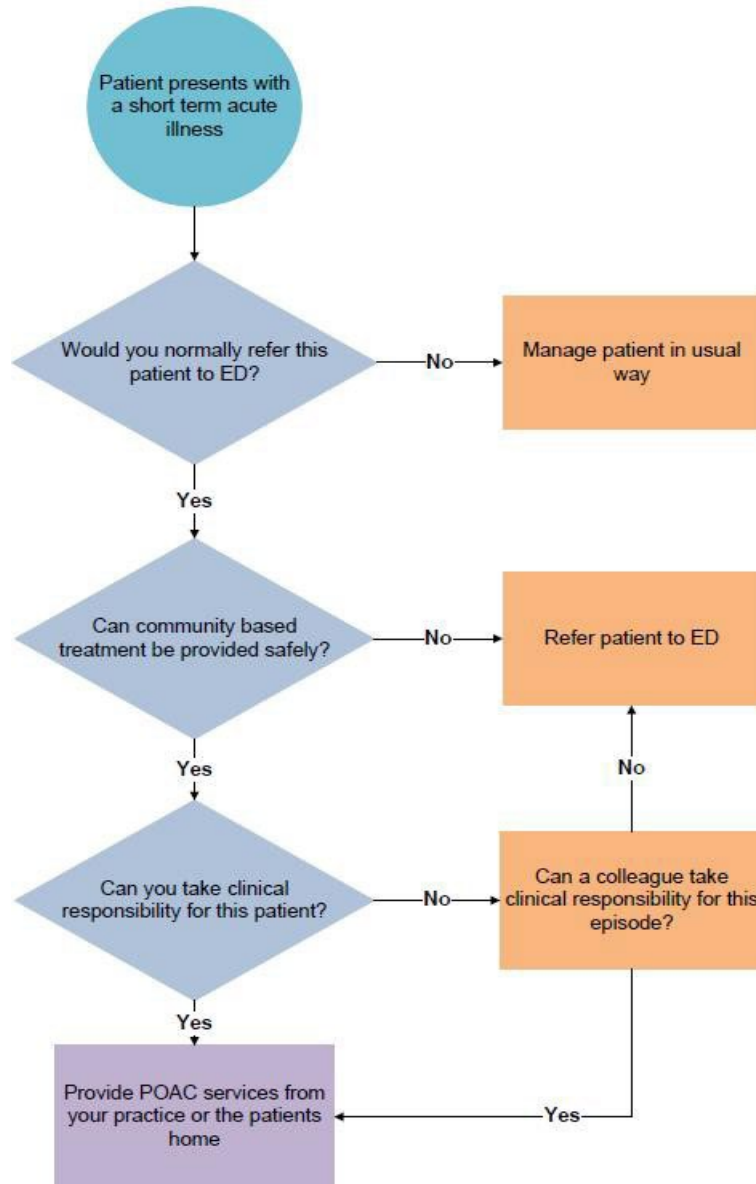 Patient presents with
a short term acute
illness
Would you normally refer this
patient to ED?
No
Manage patient in usual
way
Yes
Can community based
treatment be provided safely?
No
Refer patient to ED
Yes
No
Can you take clinical
responsibility for this patient?
No
Can a colleague take
clinical responsibility for this
episode?
Yes
Provide POAC services from
your practice or the patients
home
Yes